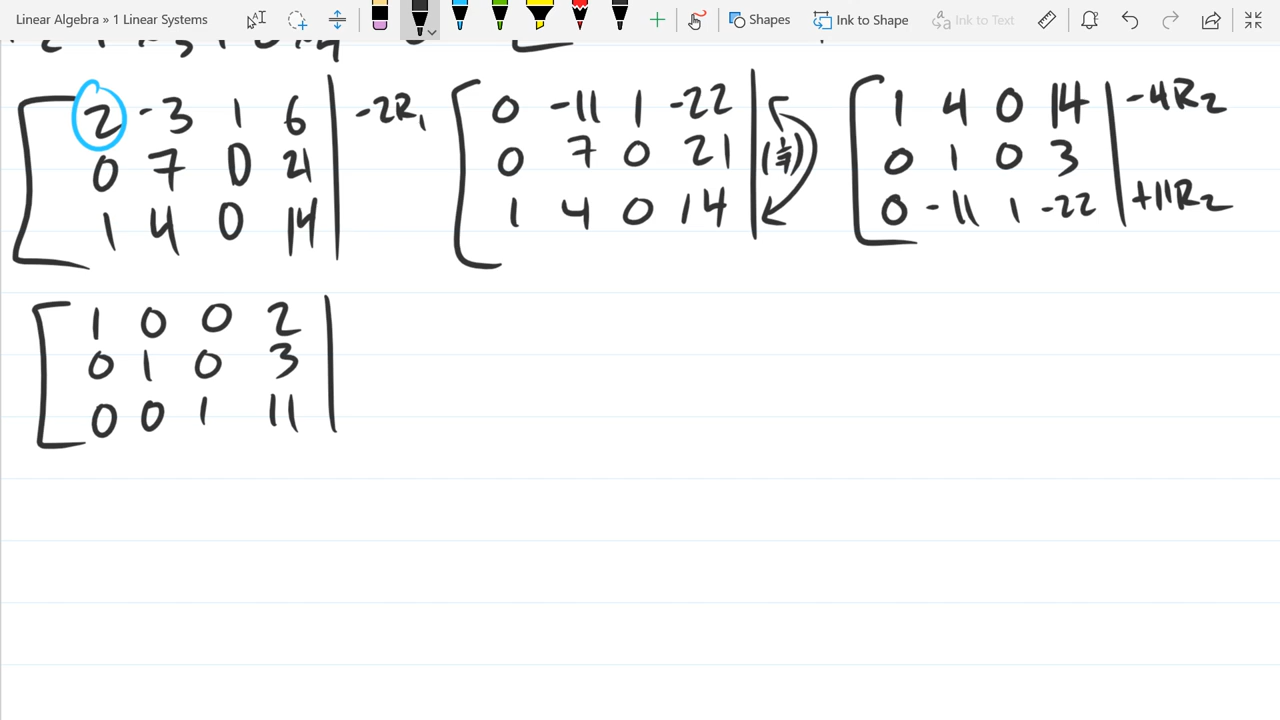 Linear Algebra » 1 Linear Systems
Shapes
Ink to Shape
Ink to Text
2 -3 1 6 -2R₁
0 7 0 21
1 4 0 14
0 -11 1 -22
0 7 0 21 (1/7)
1 4 0 14
1 4 0 14 -4R₂
0 1 0 3
0 -11 1 -22 +11R₂
1 0 0 2
0 1 0 3
0 0 1 11